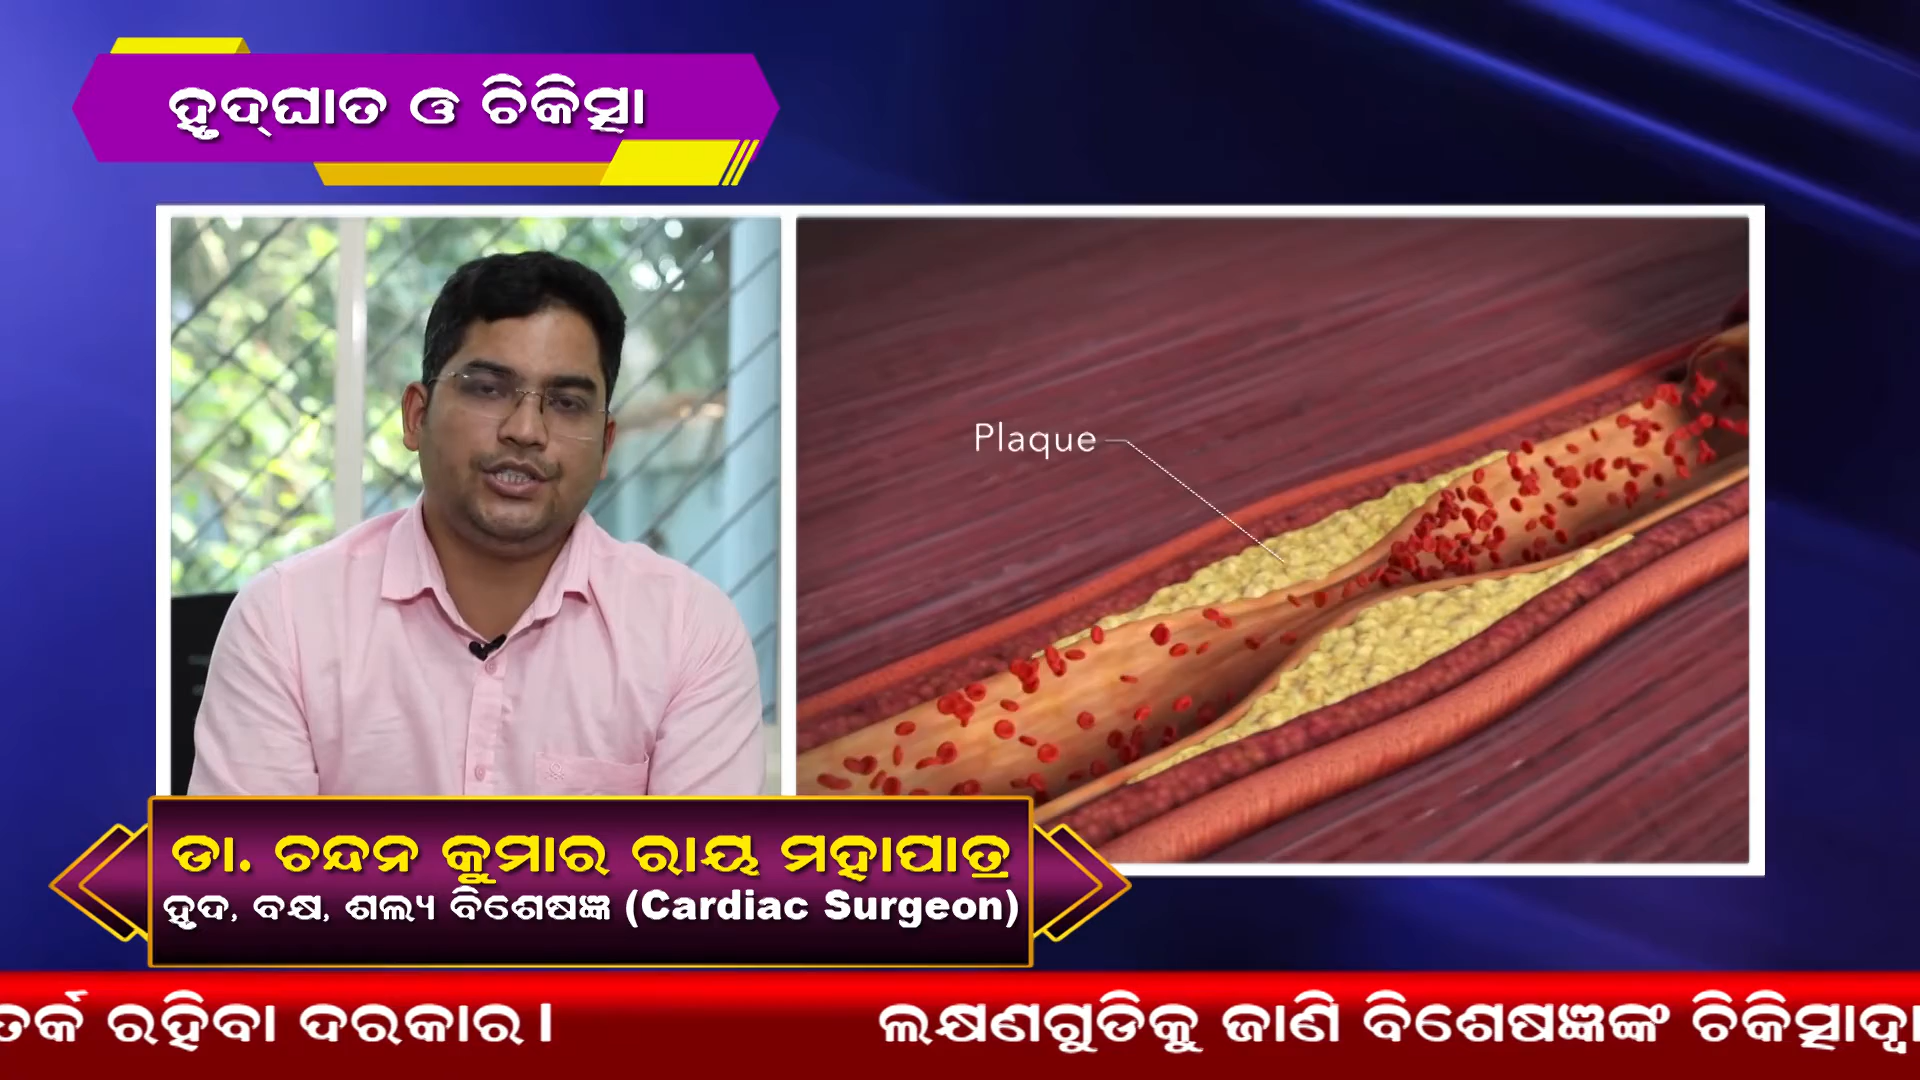 ହୃଦ୍‌ଘାତ ଓ ଚିକିତ୍ସା
Plaque
ଡା. ଚନ୍ଦନ କୁମାର ରାୟ ମହାପାତ୍ର
ହୃଦ, ବକ୍ଷ, ଶଲ୍ୟ ବିଶେଷଜ୍ଞ (Cardiac Surgeon)
ରହିବା ଦରକାର । ଲକ୍ଷଣଗୁଡିକୁ ଜାଣି ବିଶେଷଜ୍ଞଙ୍କ